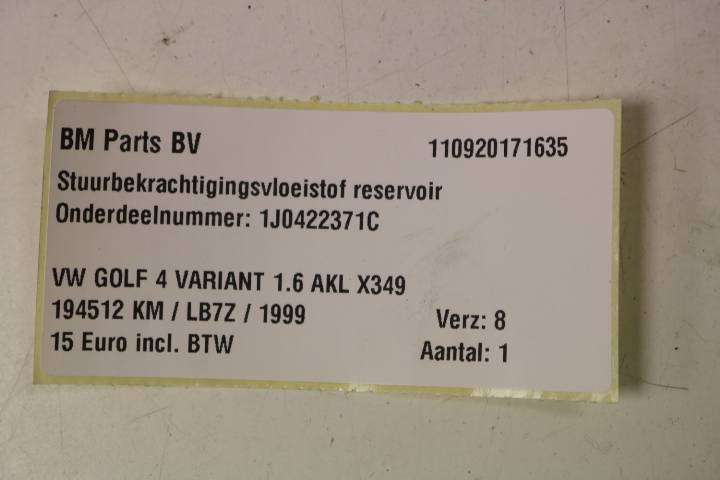 BM Parts BV 110920171635
Stuurbekrachtigingsvloeistof reservoir
Onderdeelnummer: 1J0422371C
VW GOLF 4 VARIANT 1.6 AKL X349
194512 KM / LB7Z / 1999 Verz: 8
15 Euro incl. BTW Aantal: 1